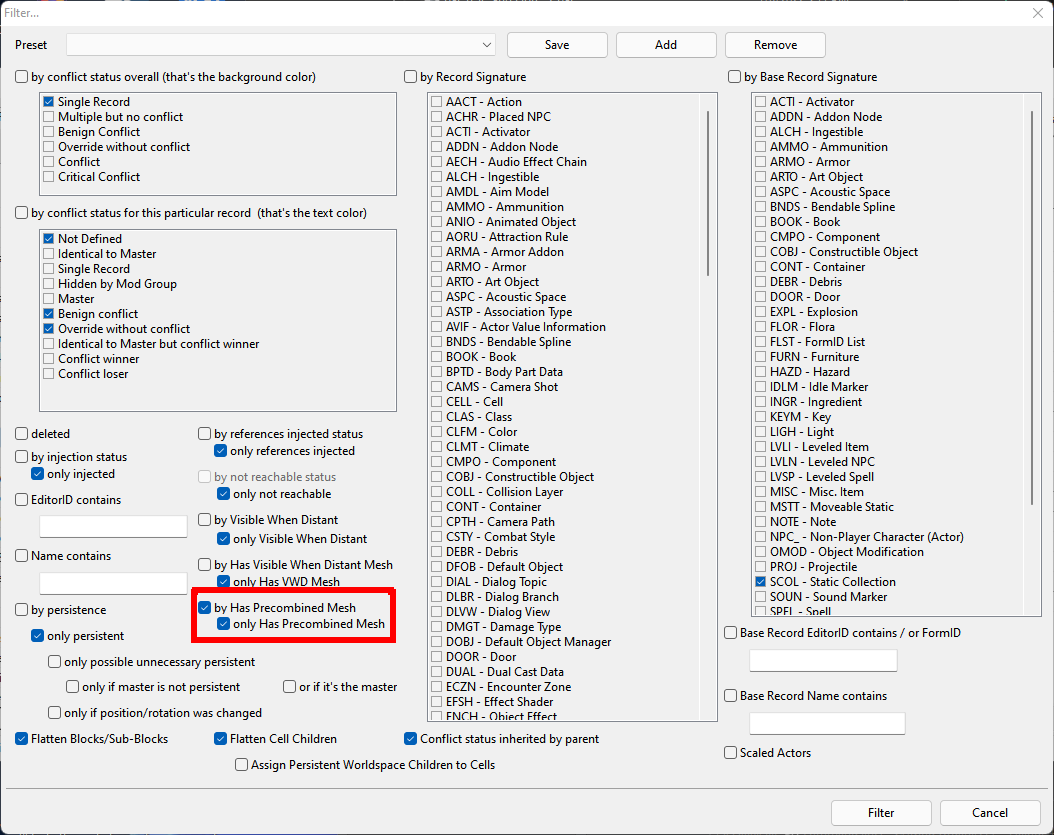 Filter...
Preset
Save
Add
Remove
by conflict status overall (that's the background color)
Single Record
Multiple but no conflict
Benign Conflict
Override without conflict
Conflict
Critical Conflict
by conflict status for this particular record (that's the text color)
Not Defined
Identical to Master
Single Record
Hidden by Mod Group
Master
Benign conflict
Override without conflict
Identical to Master but conflict winner
Conflict winner
Conflict loser
deleted
by injection status
only injected
EditorID contains
Name contains
by persistence
only persistent
only possible unnecessary persistent
only if master is not persistent
or if it's the master
only if position/rotation was changed
by references injected status
only references injected
by not reachable status
only not reachable
by Visible When Distant
only Visible When Distant
by Has Visible When Distant Mesh
only Has VWD Mesh
by Has Precombined Mesh
only Has Precombined Mesh
by Record Signature
AACT - Action
ACHR - Placed NPC
ACTI - Activator
ADDN - Addon Node
AECH - Audio Effect Chain
ALCH - Ingestible
AMDL - Aim Model
AMMO - Ammunition
ANIO - Animated Object
AORU - Attraction Rule
ARMA - Armor Addon
ARMO - Armor
ARTO - Art Object
ASPC - Acoustic Space
ASTP - Association Type
AVIF - Actor Value Information
BNDS - Bendable Spline
BOOK - Book
BPTD - Body Part Data
CAMS - Camera Shot
CELL - Cell
CLAS - Class
CLFM - Color
CLMT - Climate
CMPO - Component
COBJ - Constructible Object
COLL - Collision Layer
CONT - Container
CPTH - Camera Path
CSTY - Combat Style
DEBR - Debris
DFOB - Default Object
DIAL - Dialog Topic
DLBR - Dialog Branch
DLVW - Dialog View
DMGT - Damage Type
DOBJ - Default Object Manager
DOOR - Door
DUAL - Dual Cast Data
ECZN - Encounter Zone
EFSH - Effect Shader
ENCH - Object Effect
by Base Record Signature
ACTI - Activator
ADDN - Addon Node
ALCH - Ingestible
AMMO - Ammunition
ARMO - Armor
ARTO - Art Object
ASPC - Acoustic Space
BNDS - Bendable Spline
BOOK - Book
CMPO - Component
COBJ - Constructible Object
CONT - Container
DEBR - Debris
DOOR - Door
EXPL - Explosion
FLOR - Flora
FLST - FormID List
FURN - Furniture
HAZD - Hazard
IDLM - Idle Marker
INGR - Ingredient
KEYM - Key
LIGH - Light
LVLI - Leveled Item
LVLN - Leveled NPC
LVSP - Leveled Spell
MISC - Misc. Item
MSTT - Moveable Static
NOTE - Note
NPC_ - Non-Player Character (Actor)
OMOD - Object Modification
PROJ - Projectile
SCOL - Static Collection
SOUN - Sound Marker
SPEL - Spell
Base Record EditorID contains / or FormID
Base Record Name contains
Scaled Actors
Flatten Blocks/Sub-Blocks
Flatten Cell Children
Conflict status inherited by parent
Assign Persistent Worldspace Children to Cells
Filter
Cancel